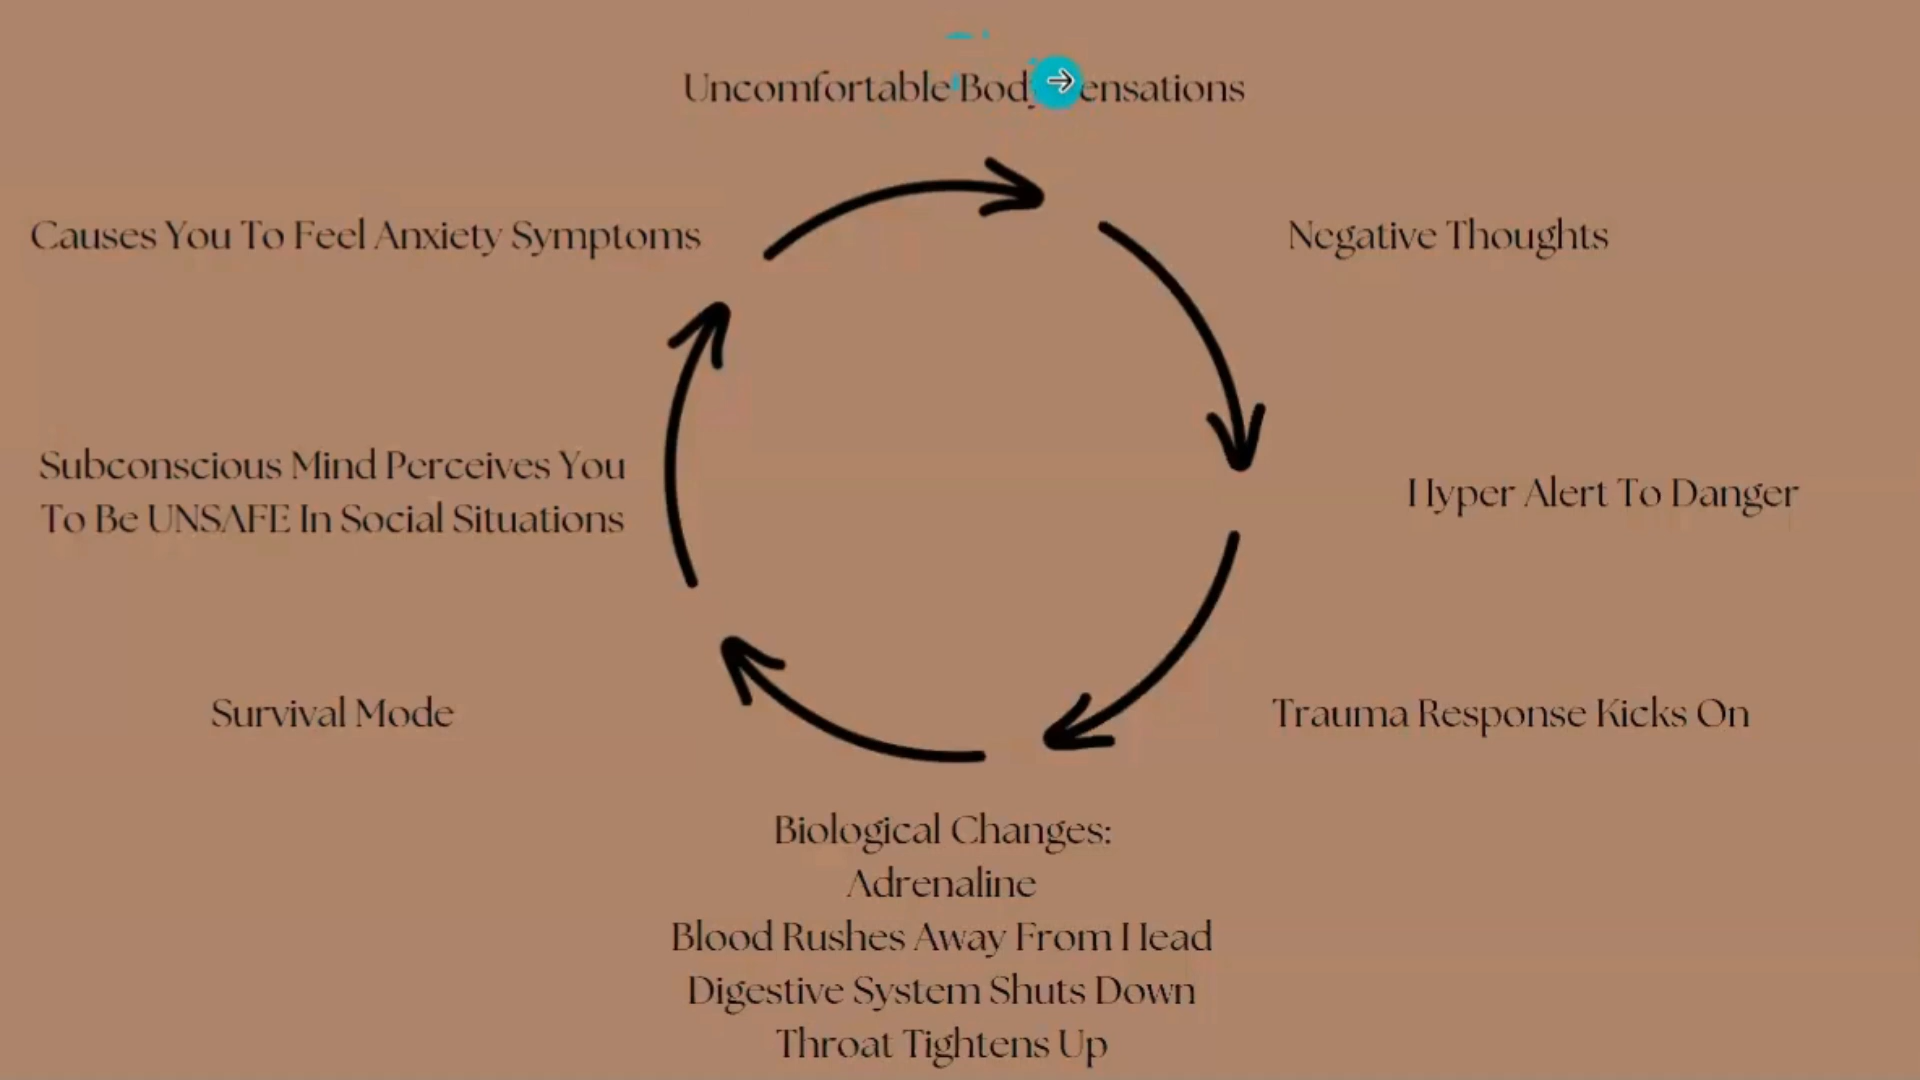 Uncomfortable Body Sensations
Negative Thoughts
Hyper Alert To Danger
Trauma Response Kicks On
Biological Changes:
Adrenaline
Blood Rushes Away From Head
Digestive System Shuts Down
Throat Tightens Up
Survival Mode
Subconscious Mind Perceives You
To Be UNSAFE In Social Situations
Causes You To Feel Anxiety Symptoms